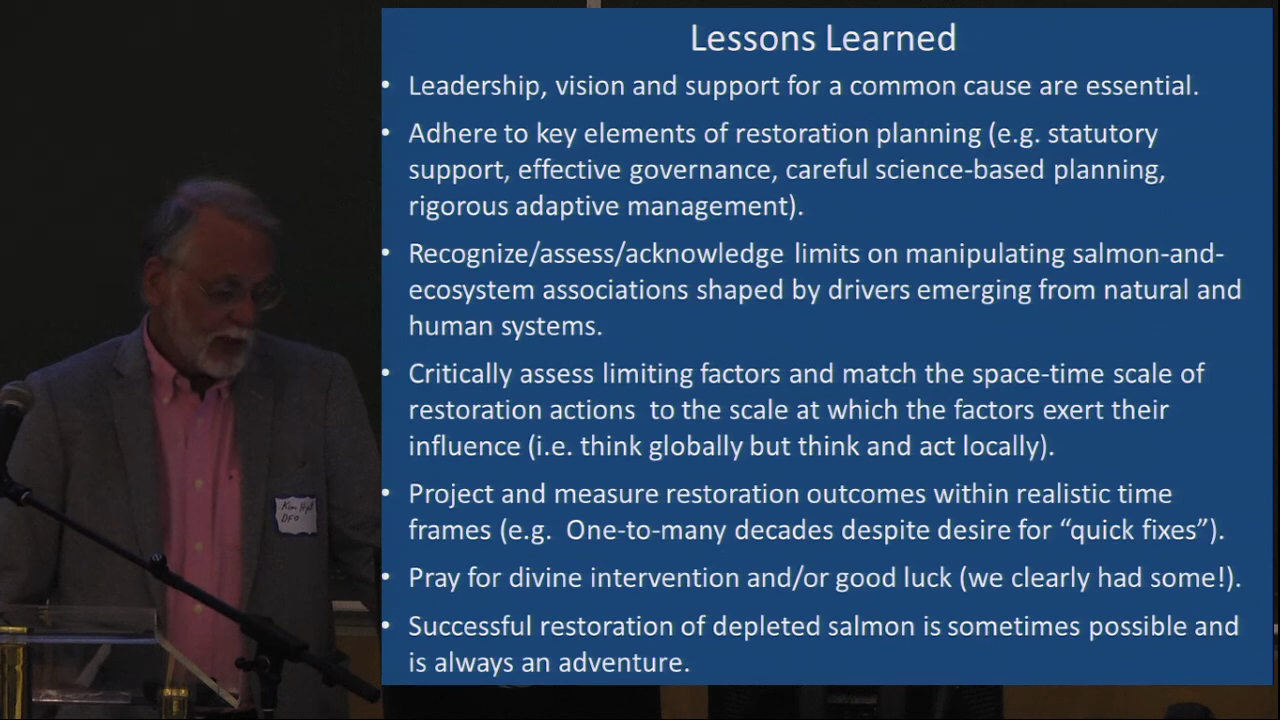 Lessons Learned
• Leadership, vision and support for a common cause are essential.
• Adhere to key elements of restoration planning (e.g. statutory
support, effective governance, careful science-based planning,
rigorous adaptive management).
• Recognize/assess/acknowledge limits on manipulating salmon-and-
ecosystem associations shaped by drivers emerging from natural and
human systems.
• Critically assess limiting factors and match the space-time scale of
restoration actions  to the scale at which the factors exert their
influence (i.e. think globally but think and act locally).
• Project and measure restoration outcomes within realistic time
frames (e.g.  One-to-many decades despite desire for “quick fixes”).
• Pray for divine intervention and/or good luck (we clearly had some!).
• Successful restoration of depleted salmon is sometimes possible and
is always an adventure.
Kim
DFO